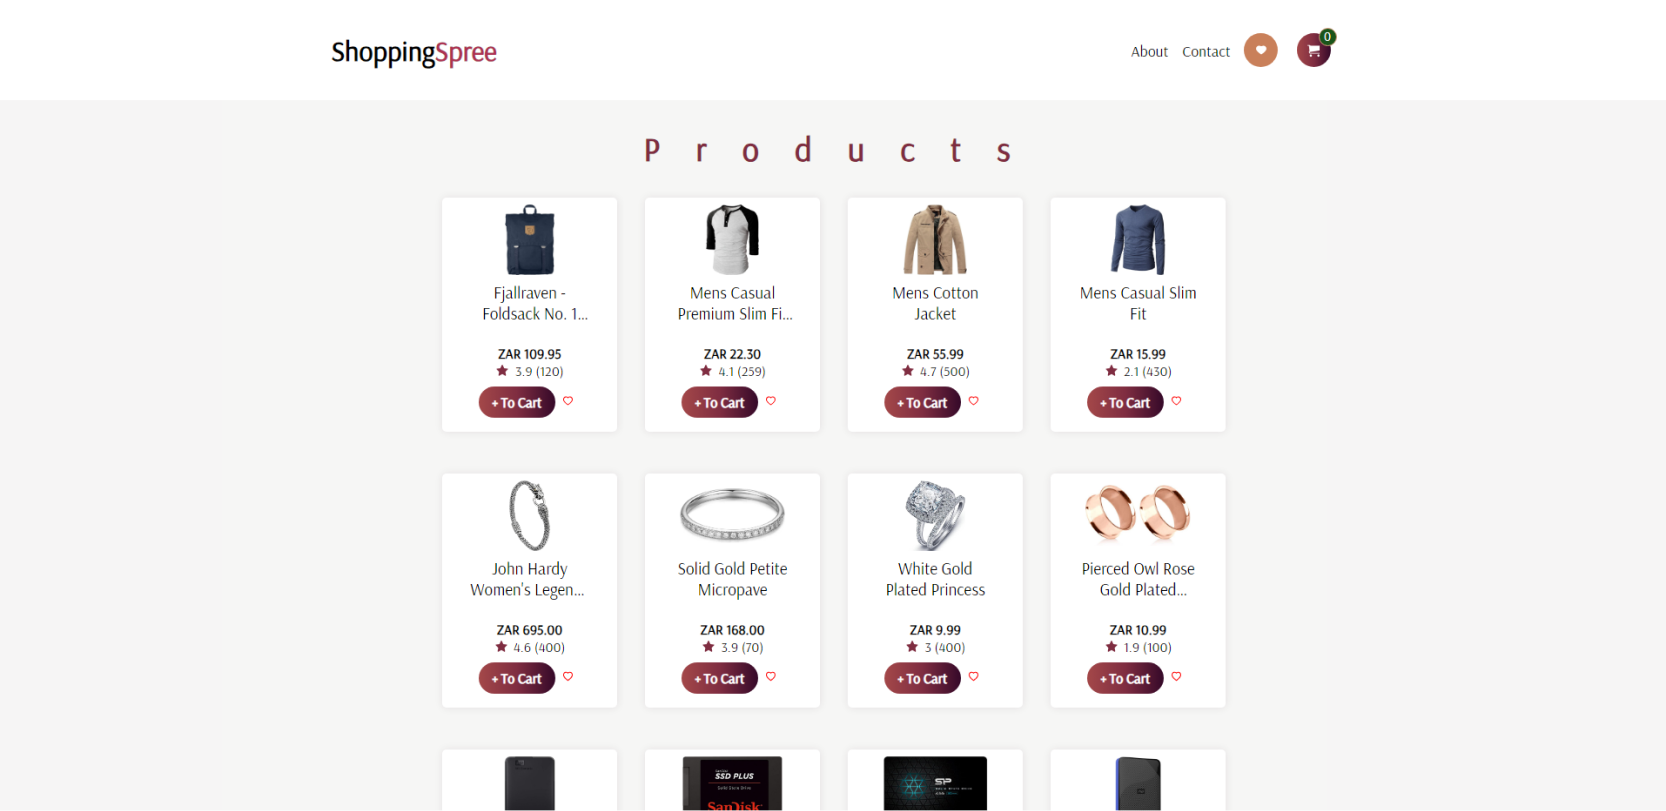 ShoppingSpree
About Contact 0
Products
Fjallraven -
Foldsack No. 1...
ZAR 109.95
3.9 (120)
+ To Cart
Mens Casual
Premium Slim Fi...
ZAR 22.30
4.1 (259)
+ To Cart
Mens Cotton
Jacket
ZAR 55.99
4.7 (500)
+ To Cart
Mens Casual Slim
Fit
ZAR 15.99
2.1 (430)
+ To Cart
John Hardy
Women's Legen...
ZAR 695.00
4.6 (400)
+ To Cart
Solid Gold Petite
Micropave
ZAR 168.00
3.9 (70)
+ To Cart
White Gold
Plated Princess
ZAR 9.99
3 (400)
+ To Cart
Pierced Owl Rose
Gold Plated...
ZAR 10.99
1.9 (100)
+ To Cart
SanDisk
SSD PLUS
Solid State Drive
SanDisk
SP